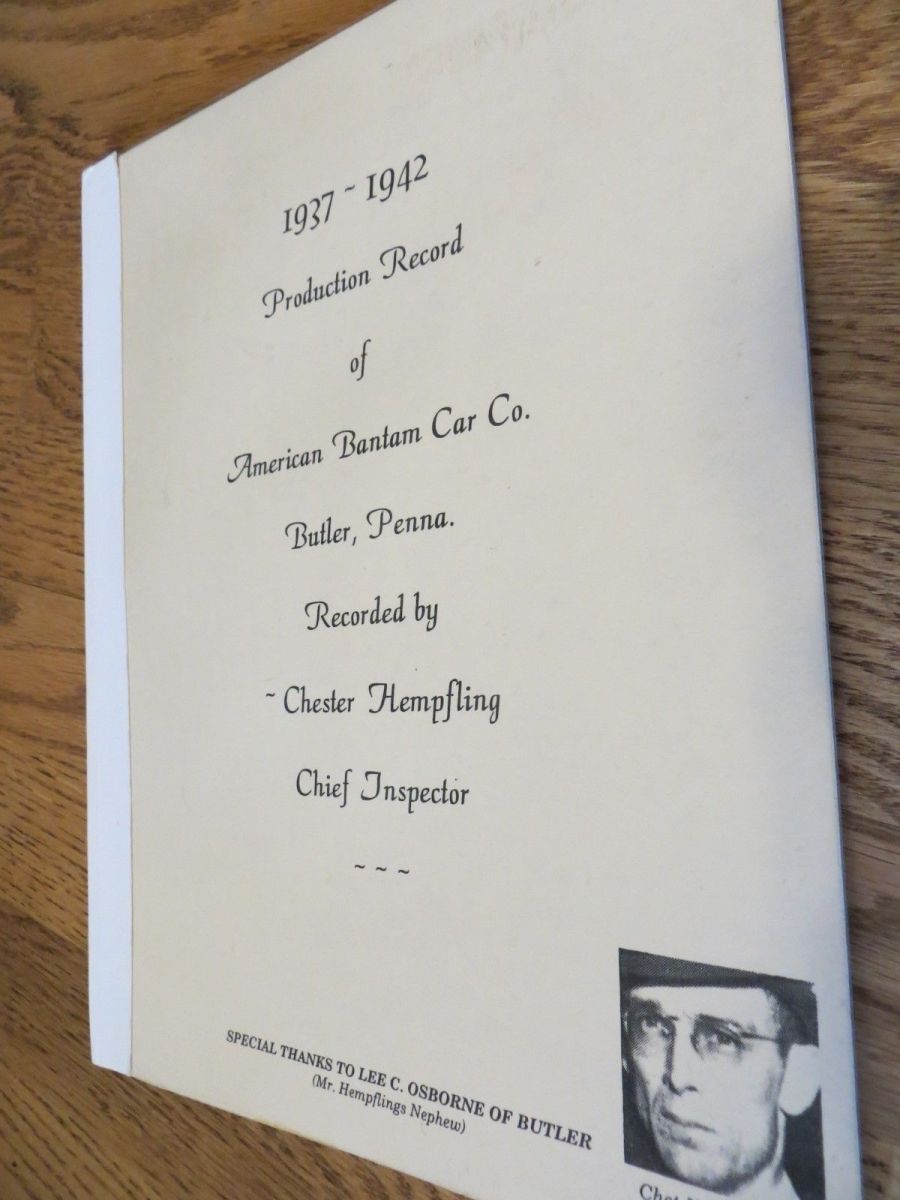 1937 ~ 1942
Production Record
of
American Bantam Car Co.
Butler, Penna.
Recorded by
~ Chester Hempfling
Chief Inspector
~ ~ ~
SPECIAL THANKS TO LEE C. OSBORNE OF BUTLER
(Mr. Hempflings Nephew)
Chet